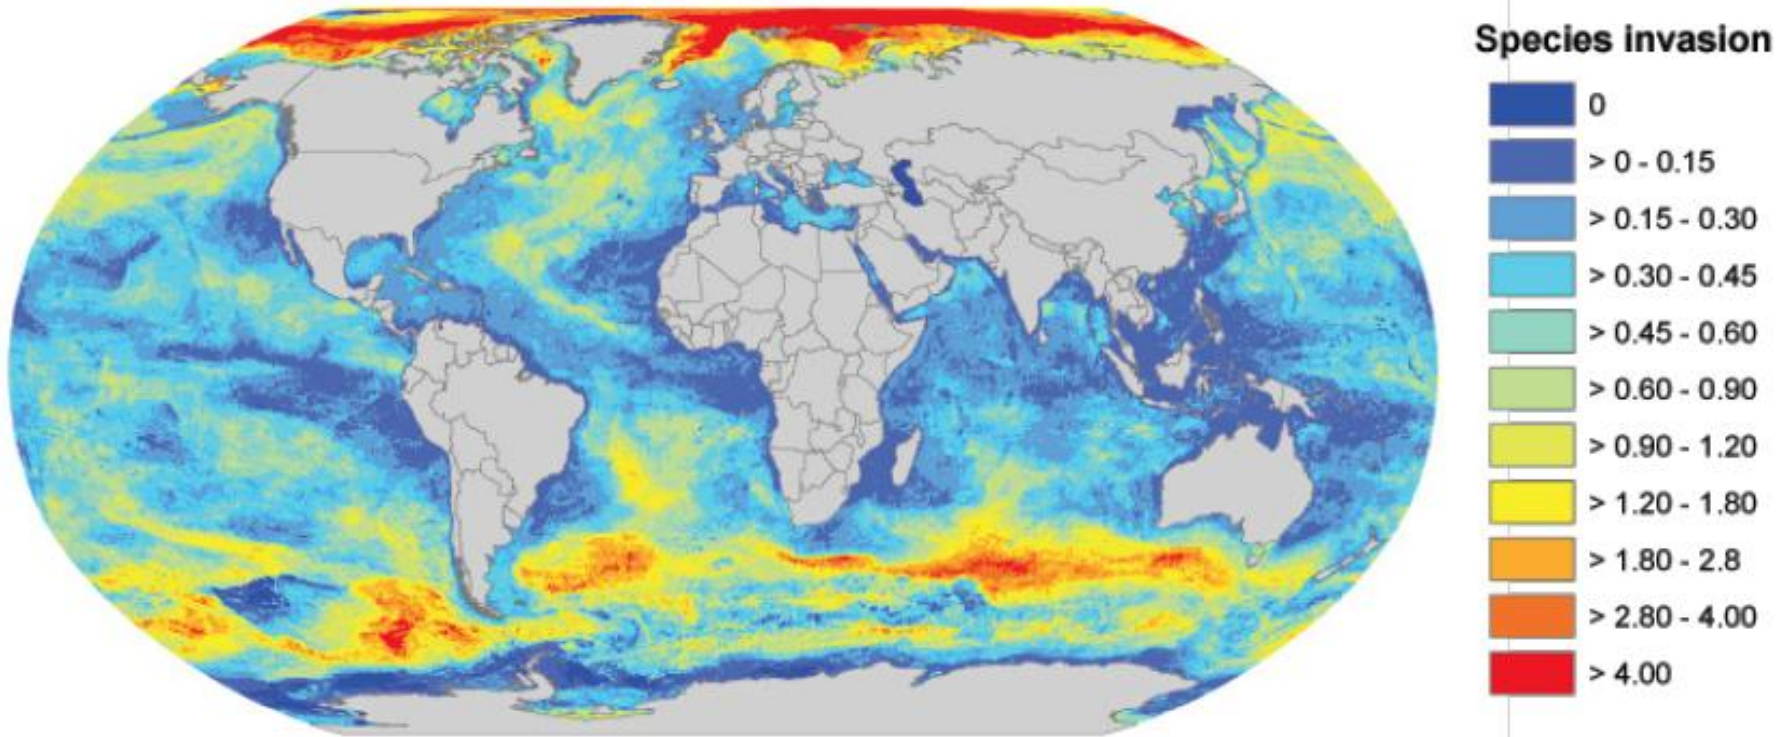 Species invasion
0
> 0 - 0.15
> 0.15 - 0.30
> 0.30 - 0.45
> 0.45 - 0.60
> 0.60 - 0.90
> 0.90 - 1.20
> 1.20 - 1.80
> 1.80 - 2.8
> 2.80 - 4.00
> 4.00